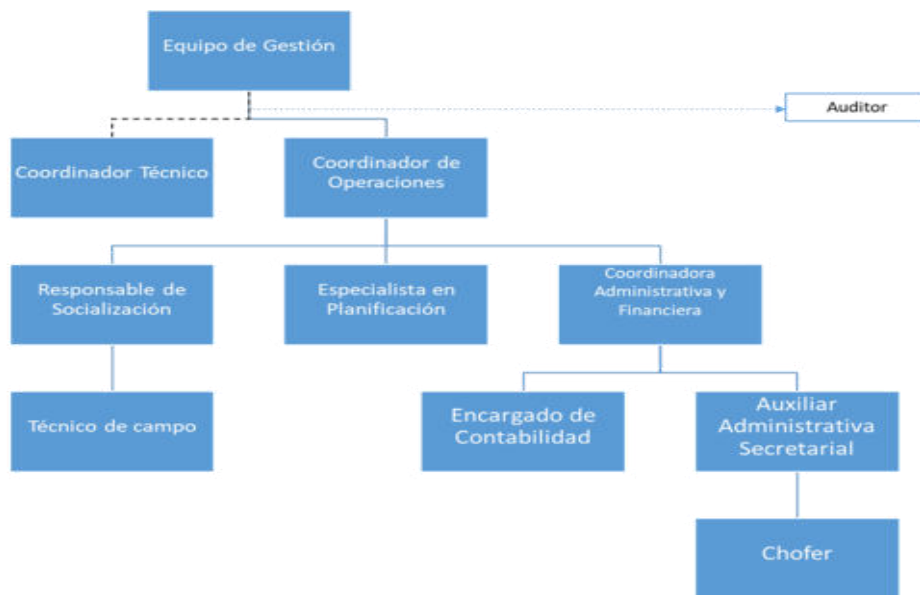 Equipo de Gestión
Auditor
Coordinador Técnico
Coordinador de
Operaciones
Responsable de
Socialización
Especialista en
Planificación
Coordinadora
Administrativa y
Financiera
Técnico de campo
Encargado de
Contabilidad
Auxiliar
Administrativa
Secretarial
Chofer